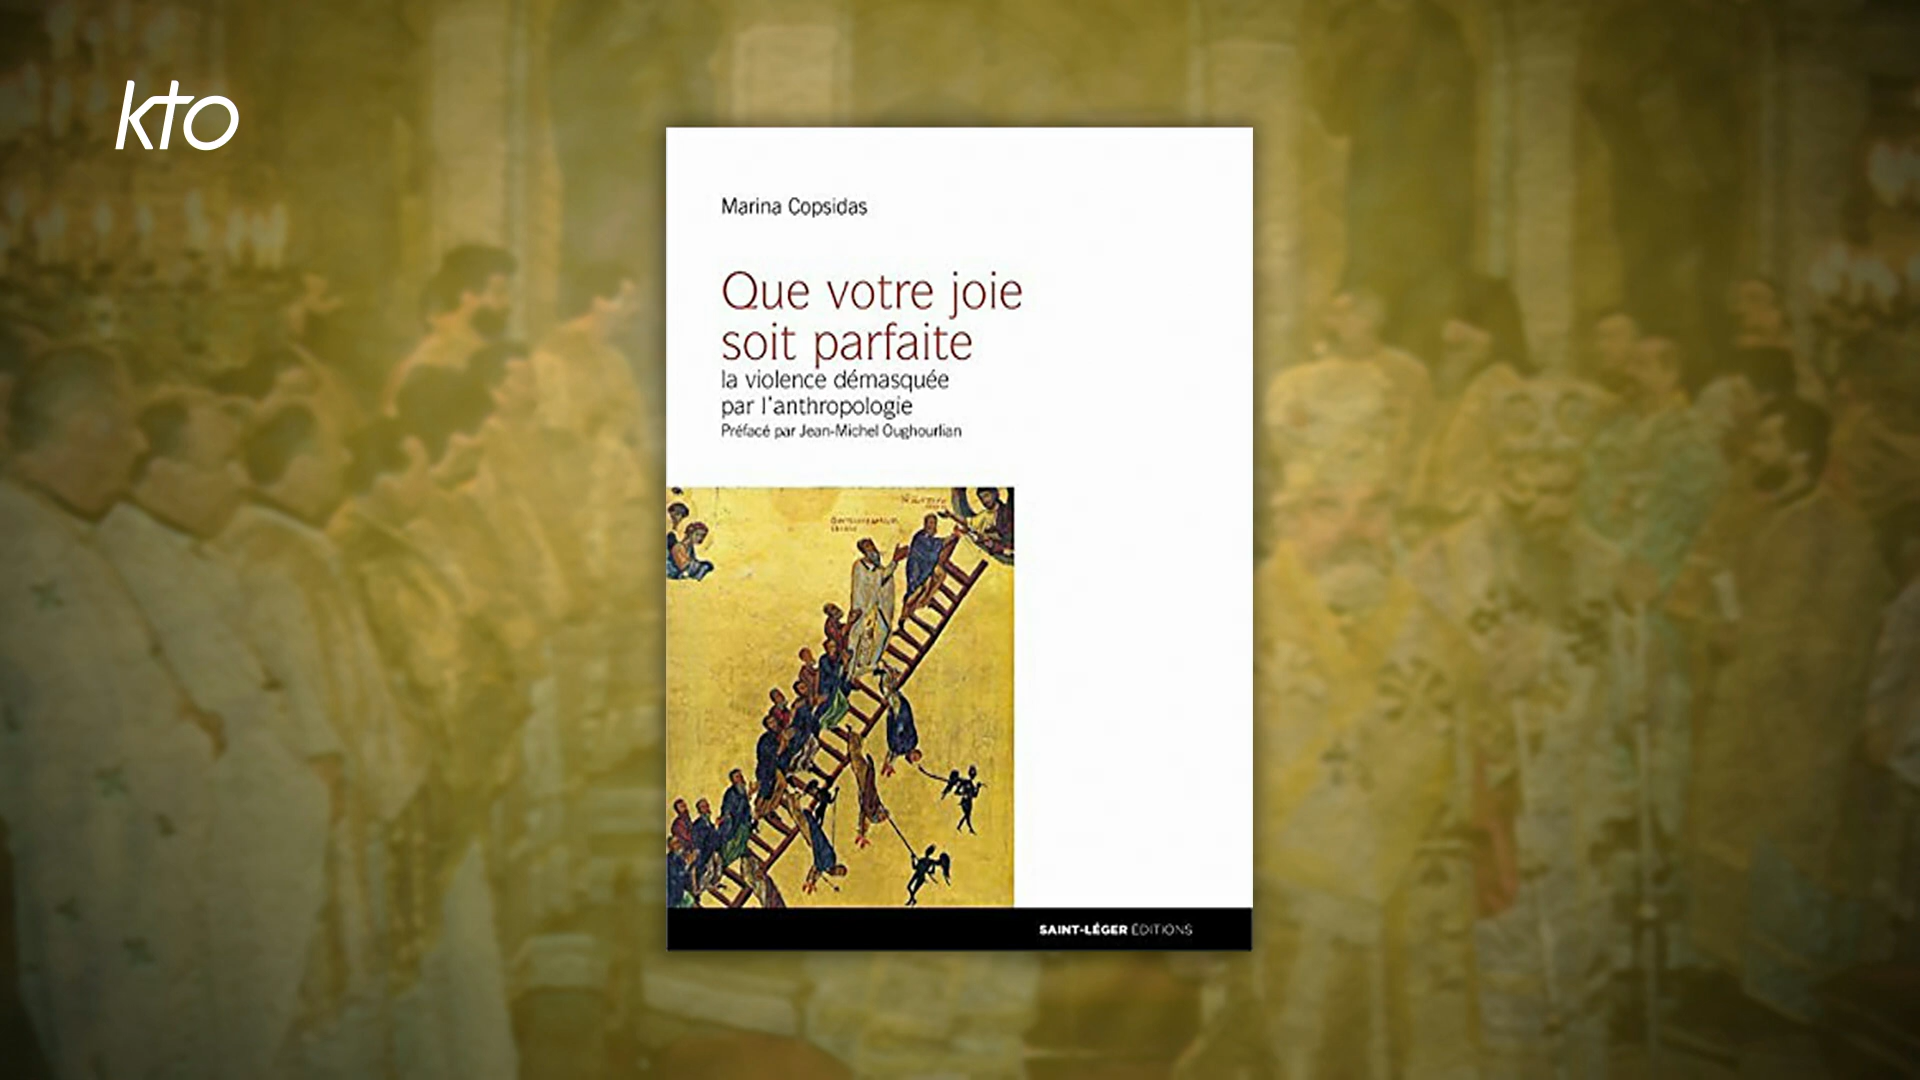 kto
Marina Copsidas
Que votre joie
soit parfaite
la violence démasquée
par l'anthropologie
Préfacé par Jean-Michel Oughourlian
SAINT-LÉGER ÉDITIONS